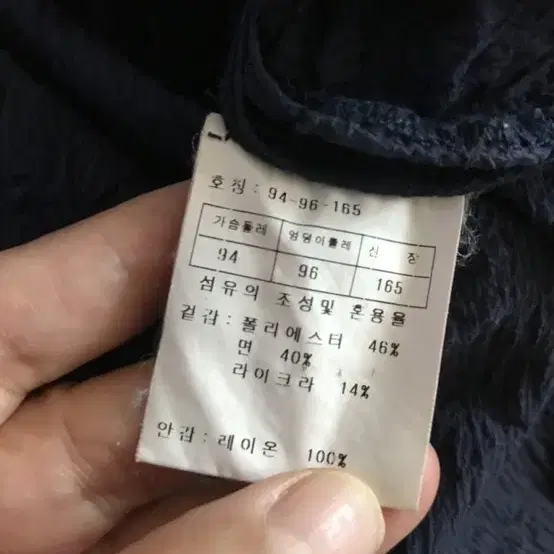 호칭 : 94-96-165
가슴둘레 엉덩이둘레 신 장
94 96 165
섬유의 조성및 혼용율
겉감 : 폴리에스터 46%
면 40%
라이크라 14%
안감 : 레이온 100%